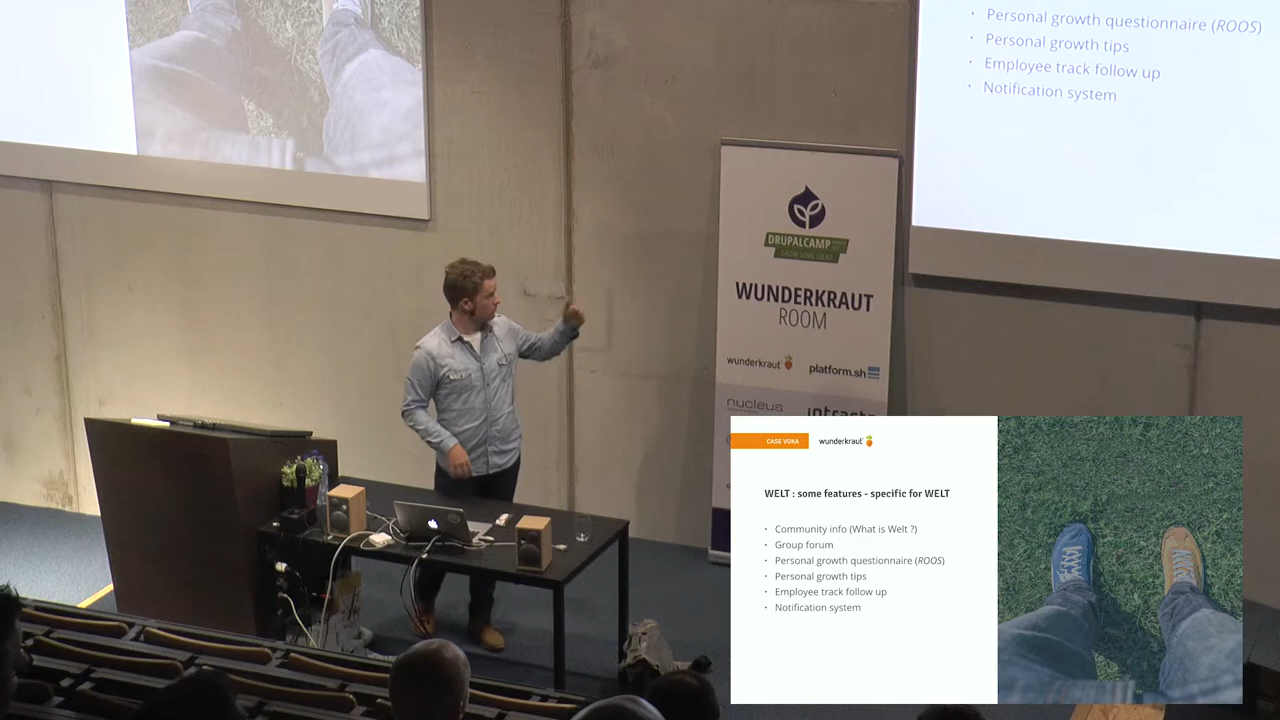 Personal growth questionnaire (ROOS)
Personal growth tips
Employee track follow up
Notification system
DRUPALCAMP
WUNDERKRAUT
ROOM
wunderkraut
platform.sh
nucleus
CASE VOKA
wunderkraut
WELT : some features - specific for WELT
Community info (What is Welt ?)
Group forum
Personal growth questionnaire (ROOS)
Personal growth tips
Employee track follow up
Notification system